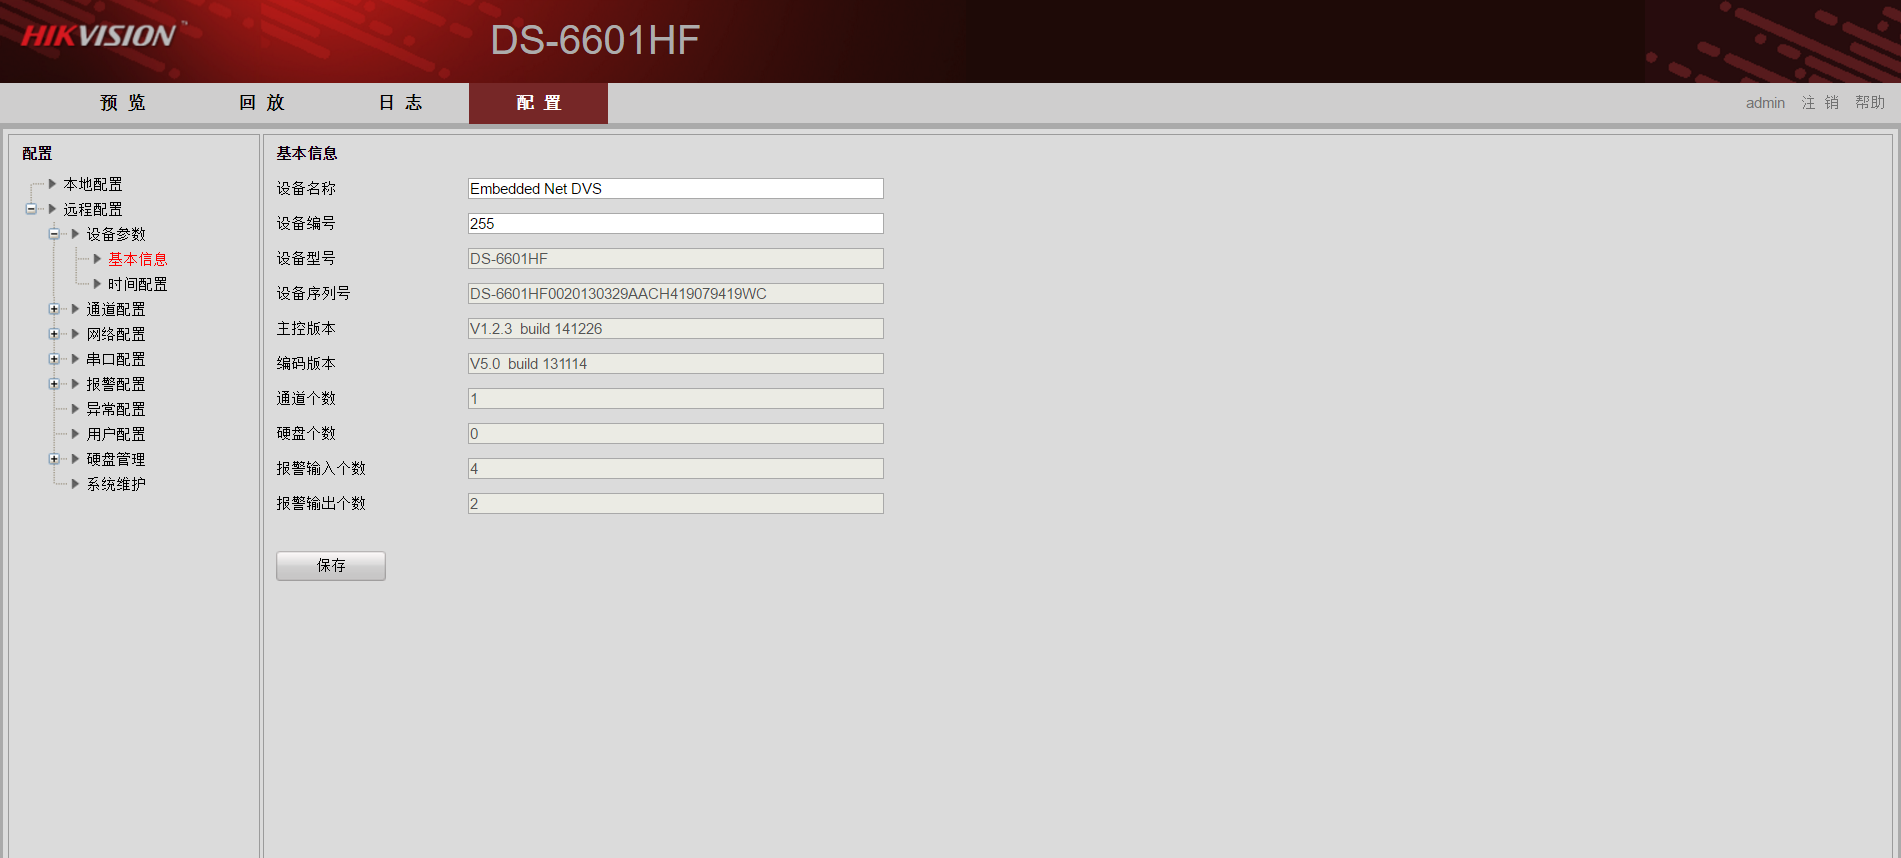 HIKVISION™
DS-6601HF
预 览 回 放 日 志 配 置 admin 注 销 帮助
配置
本地配置
远程配置
设备参数
基本信息
时间配置
通道配置
网络配置
串口配置
报警配置
异常配置
用户配置
硬盘管理
系统维护
基本信息
设备名称 Embedded Net DVS
设备编号 255
设备型号 DS-6601HF
设备序列号 DS-6601HF0020130329AACH419079419WC
主控版本 V1.2.3 build 141226
编码版本 V5.0 build 131114
通道个数 1
硬盘个数 0
报警输入个数 4
报警输出个数 2
保存